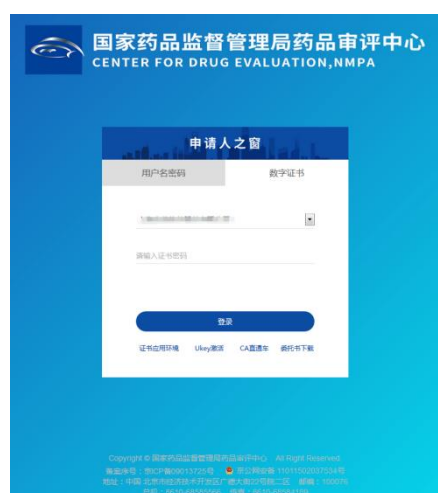 国家药品监督管理局药品审评中心
CENTER FOR DRUG EVALUATION,NMPA
申请人之窗
用户名密码
数字证书
请输入证书密码
登录
证书应用环境 Ukey激活 CA直通车 委托书下载
Copyright © 国家药品监督管理局药品审评中心 All Right Reserved.
备案序号：京ICP备09013725号 京公网安备 11011502037534号
地址：中国 北京市经济技术开发区广德大街22号院二区 邮编：100076